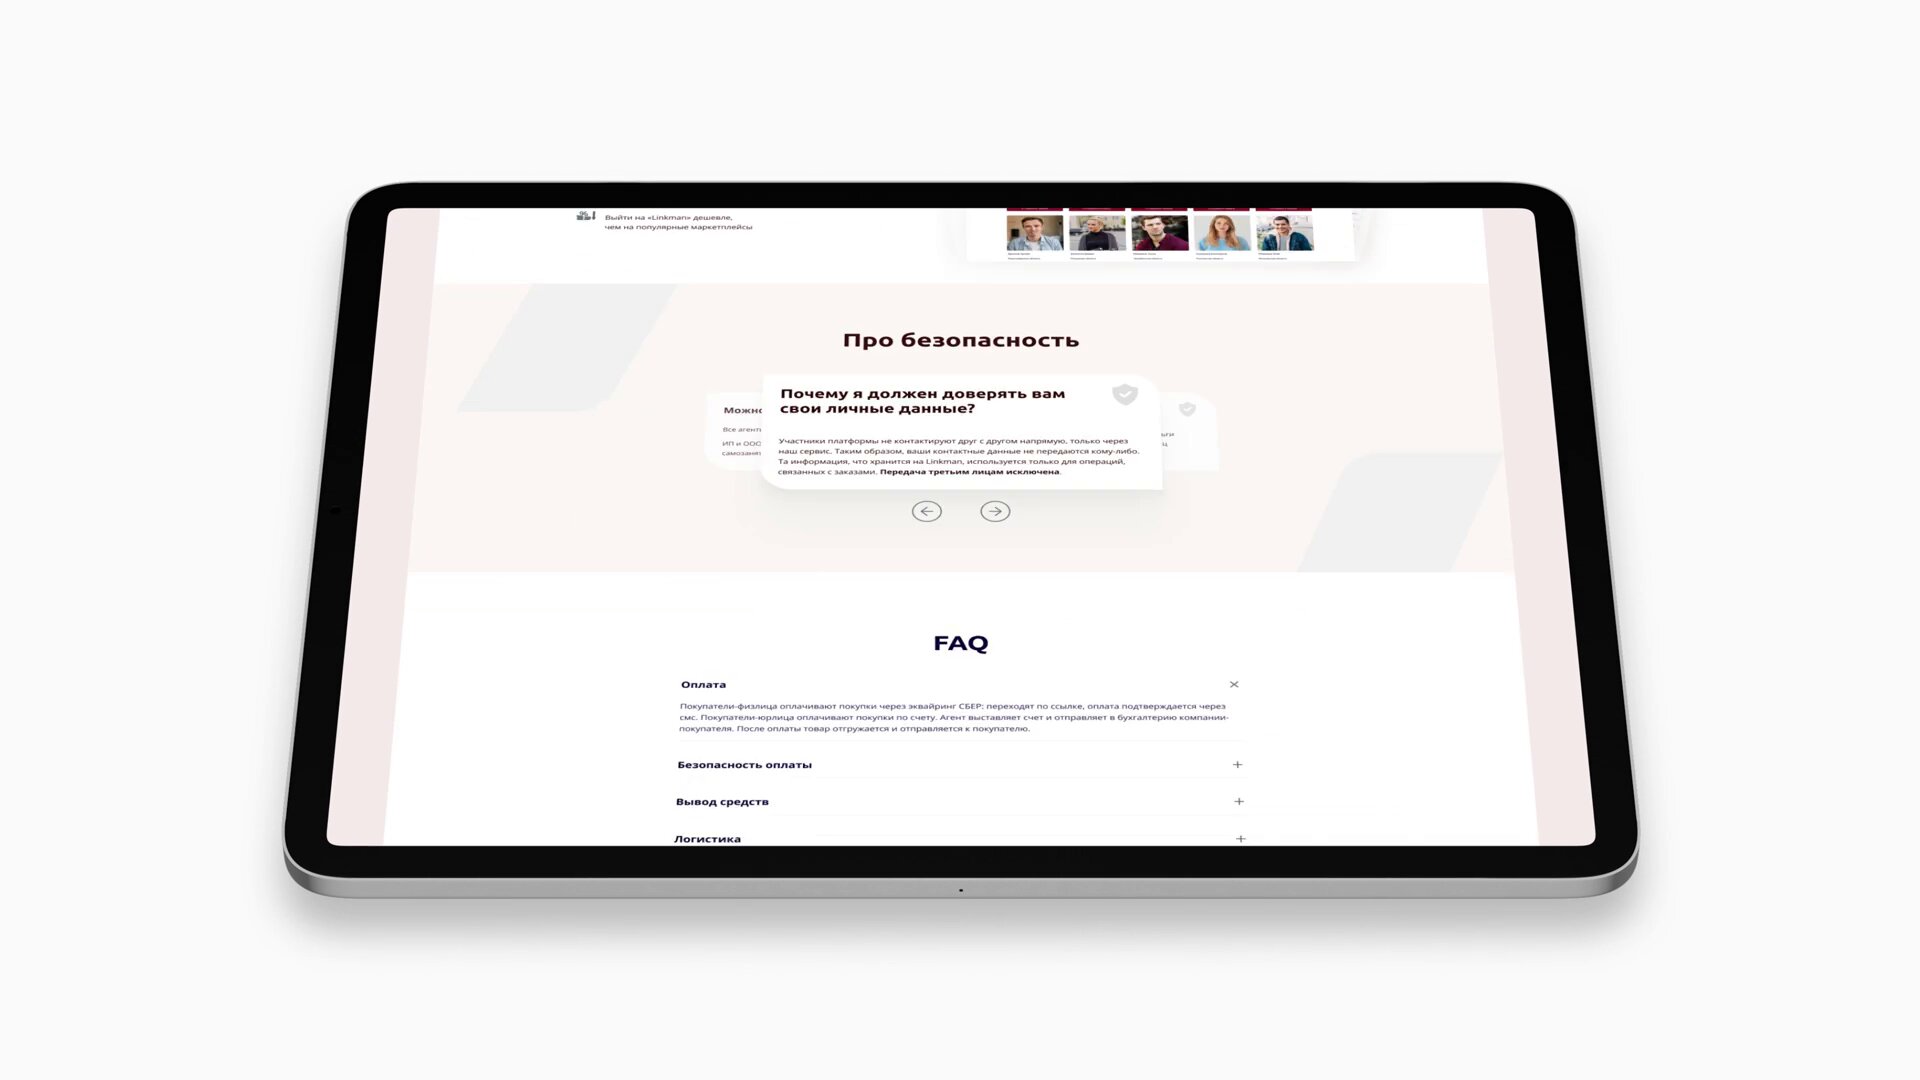 Выйти на «Linkman» дешевле,
чем на популярные маркетплейсы
Про безопасность
Можно
Все агент
ИП и ООО
самозанят
Почему я должен доверять вам
свои личные данные?
Участники платформы не контактируют друг с другом напрямую, только через
наш сервис. Таким образом, ваши контактные данные не передаются кому-либо.
Та информация, что хранится на Linkman, используется только для операций,
связанных с заказами. Передача третьим лицам исключена.
FAQ
Оплата
Покупатели-физлица оплачивают покупки через эквайринг СБЕР: переходят по ссылке, оплата подтверждается через
смс. Покупатели-юрлица оплачивают покупки по счету. Агент выставляет счет и отправляет в бухгалтерию компании-
покупателя. После оплаты товар отгружается и отправляется к покупателю.
Безопасность оплаты
Вывод средств
Логистика